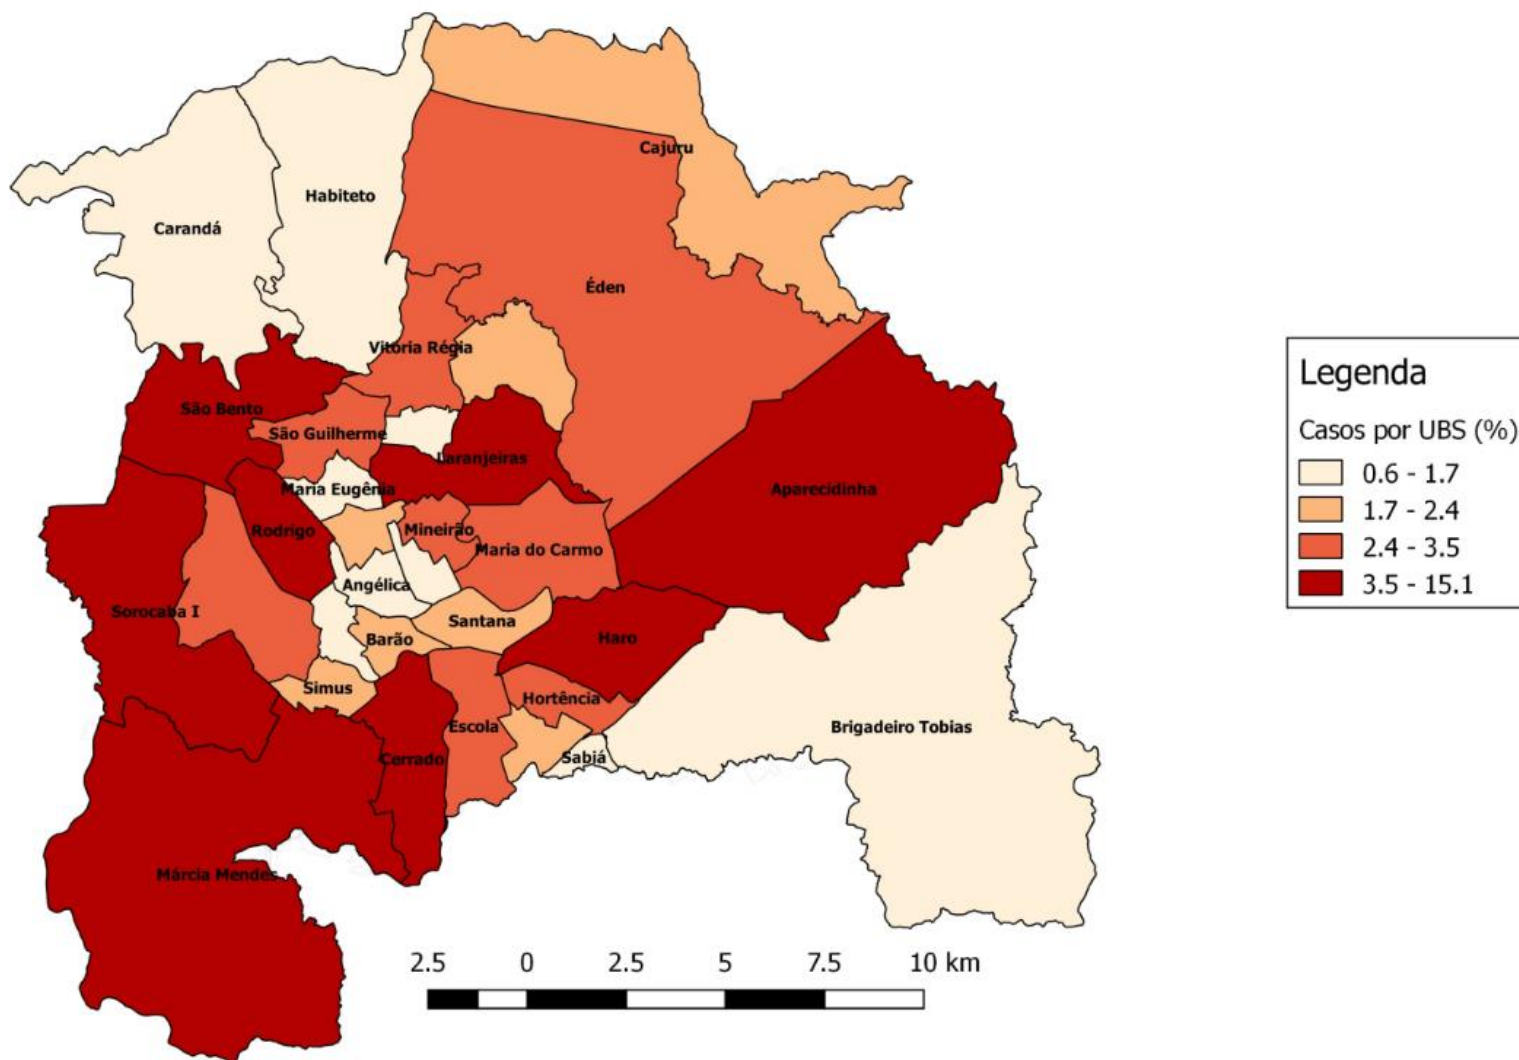 Cajuru
Habiteto
Carandá
Éden
Vitoria Régia
São Bento
São Guilherme
Laranjeiras
Maria Eugênia
Aparecidinha
Rodrigo
Mineirão
Maria do Carmo
Angélica
Sorocaba I
Santana
Barão
Haro
Simus
Hortência
Escola
Brigadeiro Tobias
Cerrado
Sabiá
Márcia Mendes
Legenda
Casos por UBS (%)
0.6 - 1.7
1.7 - 2.4
2.4 - 3.5
3.5 - 15.1
2.5 0 2.5 5 7.5 10 km